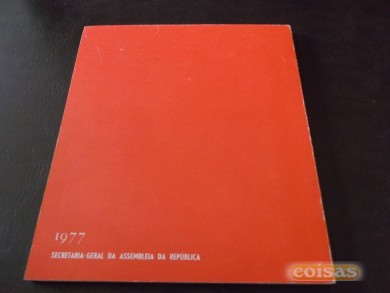 1977
SECRETARIA-GERAL DA ASSEMBLEIA DA REPÚBLICA
coisas